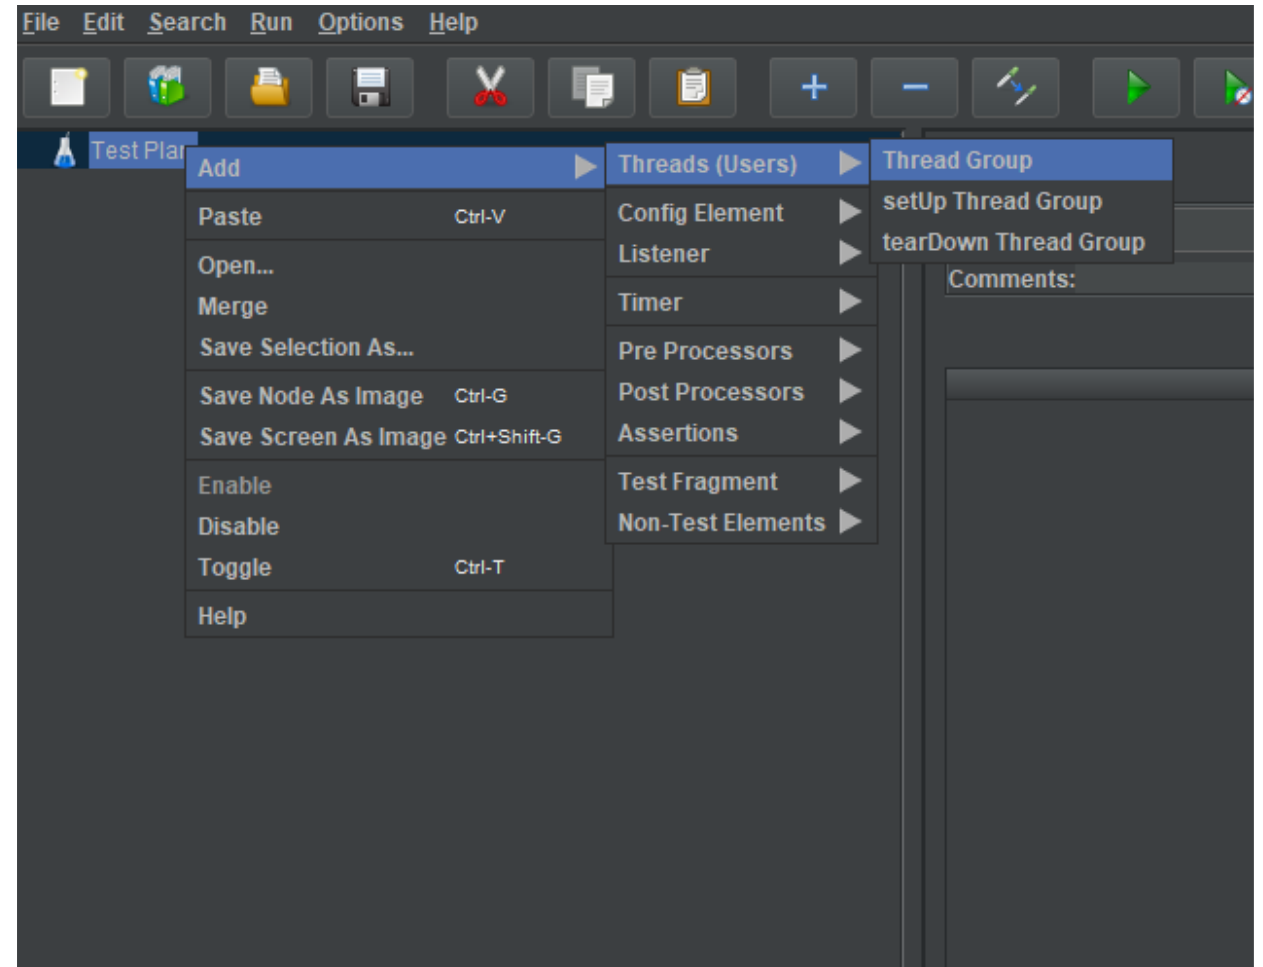 File Edit Search Run Options Help
Test Plan
Add
Paste Ctrl-V
Open...
Merge
Save Selection As...
Save Node As Image Ctrl-G
Save Screen As Image Ctrl+Shift-G
Enable
Disable
Toggle Ctrl-T
Help
Threads (Users)
Config Element
Listener
Timer
Pre Processors
Post Processors
Assertions
Test Fragment
Non-Test Elements
Thread Group
setUp Thread Group
tearDown Thread Group
Comments: